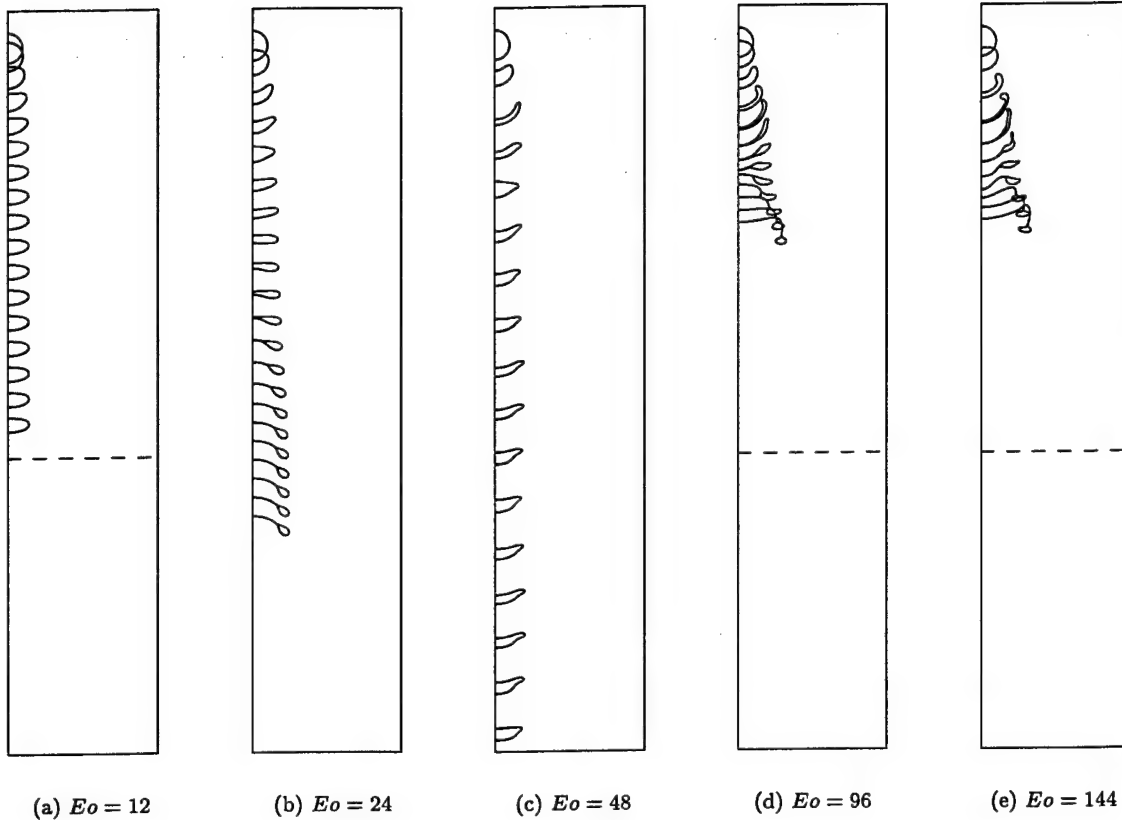 (a) Eo = 12
(b) Eo = 24
(c) Eo = 48
(d) Eo = 96
(e) Eo = 144